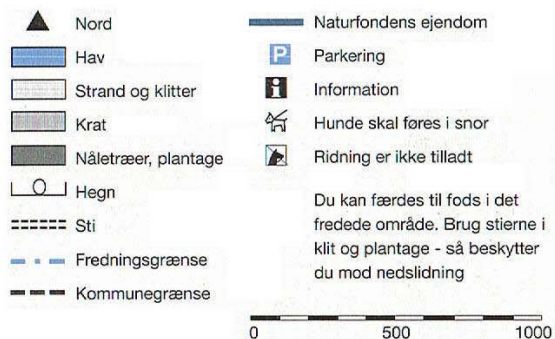 Nord
Hav
Strand og klitter
Krat
Nåletræer, plantage
Hegn
Sti
Fredningsgrænse
Kommunegrænse
Naturfondens ejendom
P Parkering
i Information
Hunde skal føres i snor
Ridning er ikke tilladt
Du kan færdes til fods i det
fredede område. Brug stierne i
klit og plantage - så beskytter
du mod nedslidning
0 500 1000